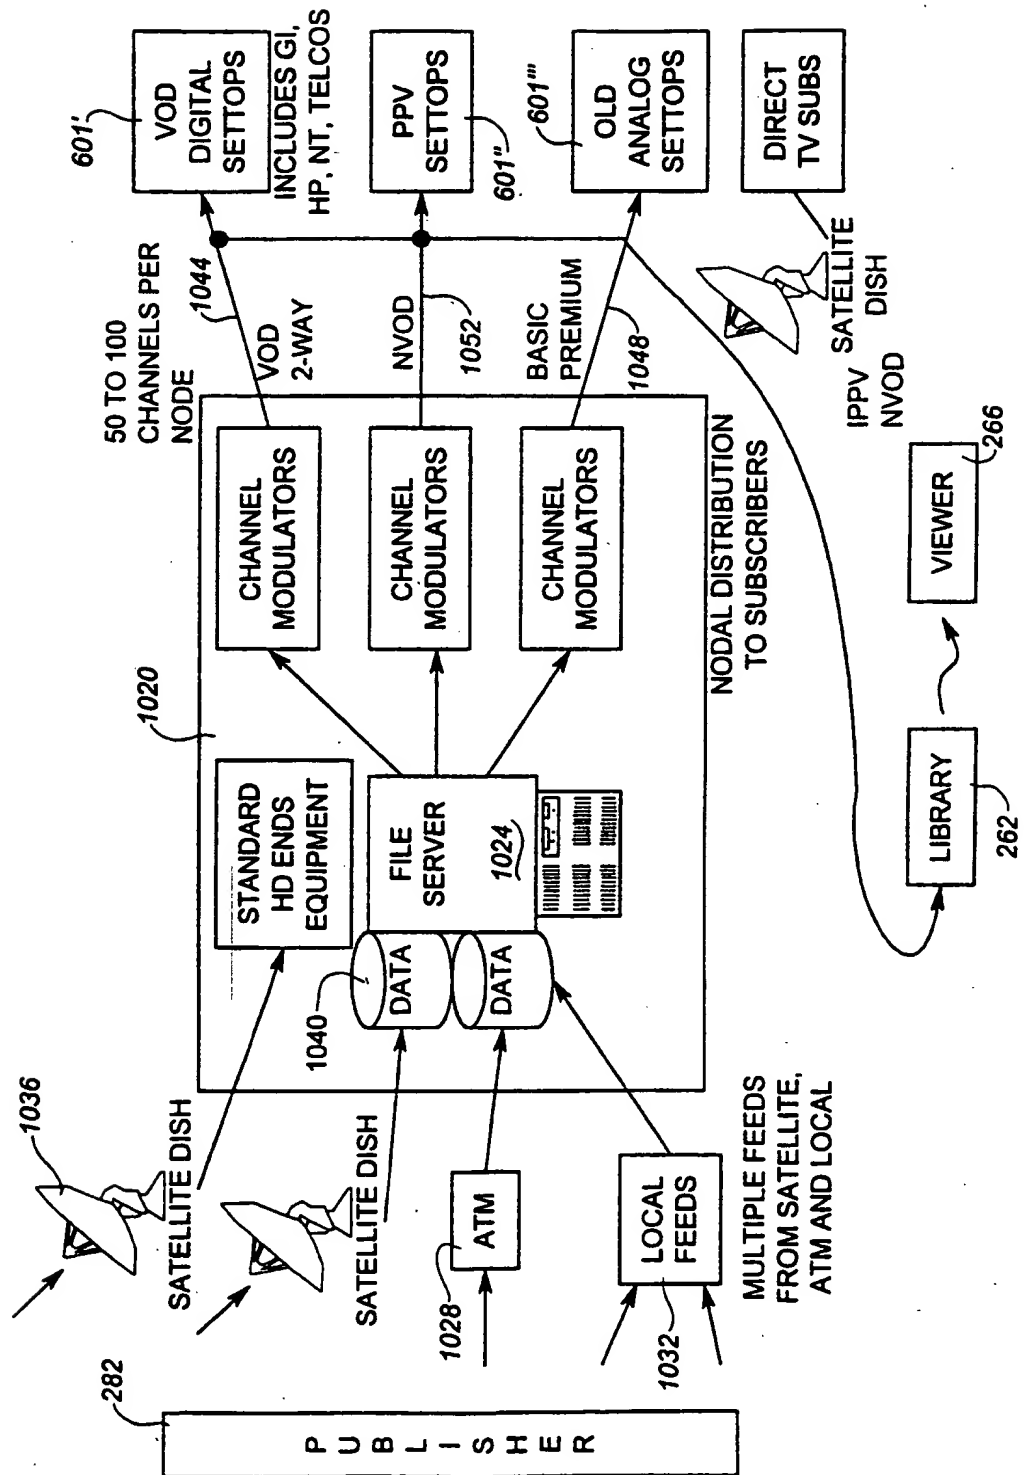 282
PUBLISHER
1036
SATELLITE DISH
SATELLITE DISH
1028
ATM
1032
LOCAL
FEEDS
MULTIPLE FEEDS
FROM SATELLITE,
ATM AND LOCAL
1020
STANDARD
HD ENDS
EQUIPMENT
1040
DATA
DATA
FILE
SERVER
1024
CHANNEL
MODULATORS
CHANNEL
MODULATORS
CHANNEL
MODULATORS
NODAL DISTRIBUTION
TO SUBSCRIBERS
50 TO 100
CHANNELS PER
NODE
1044
VOD
2-WAY
NVOD
1052
BASIC
PREMIUM
1048
601'
VOD
DIGITAL
SETTOPS
INCLUDES GI,
HP, NT, TELCOS
PPV
SETTOPS
601"
601"'
OLD
ANALOG
SETTOPS
DIRECT
TV SUBS
SATELLITE
DISH
IPPV
NVOD
LIBRARY
262
VIEWER
266